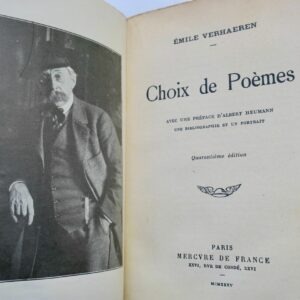 ÉMILE VERHAEREN
Choix de Poèmes
AVEC UNE PRÉFACE D'ALBERT HEUMANN
UNE BIBLIOGRAPHIE ET UN PORTRAIT
Quarantième édition
PARIS
MERCVRE DE FRANCE
XXVI, RVE DE CONDÉ, XXVI